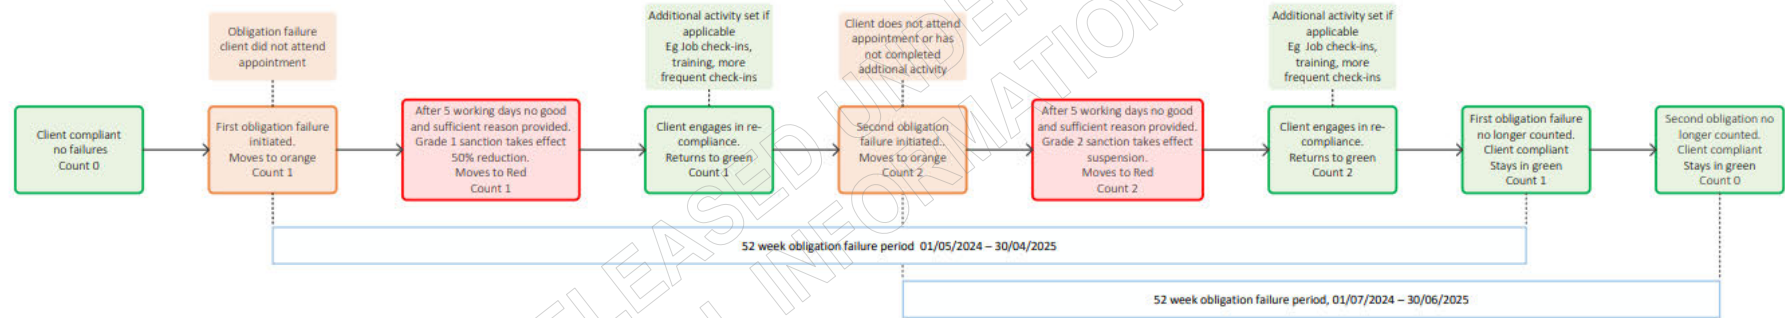 Obligation failure
client did not attend
appointment
Additional activity set if
applicable
Eg Job check-ins,
training, more
frequent check-ins
Client does not attend
appointment or has
not completed
addtional activity
Additional activity set if
applicable
Eg Job check-ins,
training, more
frequent check-ins
Client compliant
no failures
Count 0
First obligation failure
initiated.
Moves to orange
Count 1
After 5 working days no good
and sufficient reason provided.
Grade 1 sanction takes effect
50% reduction.
Moves to Red
Count 1
Client engages in re-
compliance.
Returns to green
Count 1
Second obligation
failure initiated..
Moves to orange
Count 2
After 5 working days no good
and sufficient reason provided.
Grade 2 sanction takes effect
suspension.
Moves to Red
Count 2
Client engages in re-
compliance.
Returns to green
Count 2
First obligation failure
no longer counted.
Client compliant
Stays in green
Count 1
Second obligation no
longer counted.
Client compliant
Stays in green
Count 0
52 week obligation failure period 01/05/2024 – 30/04/2025
52 week obligation failure period, 01/07/2024 – 30/06/2025
RELEASED UNDER
INFORMATION